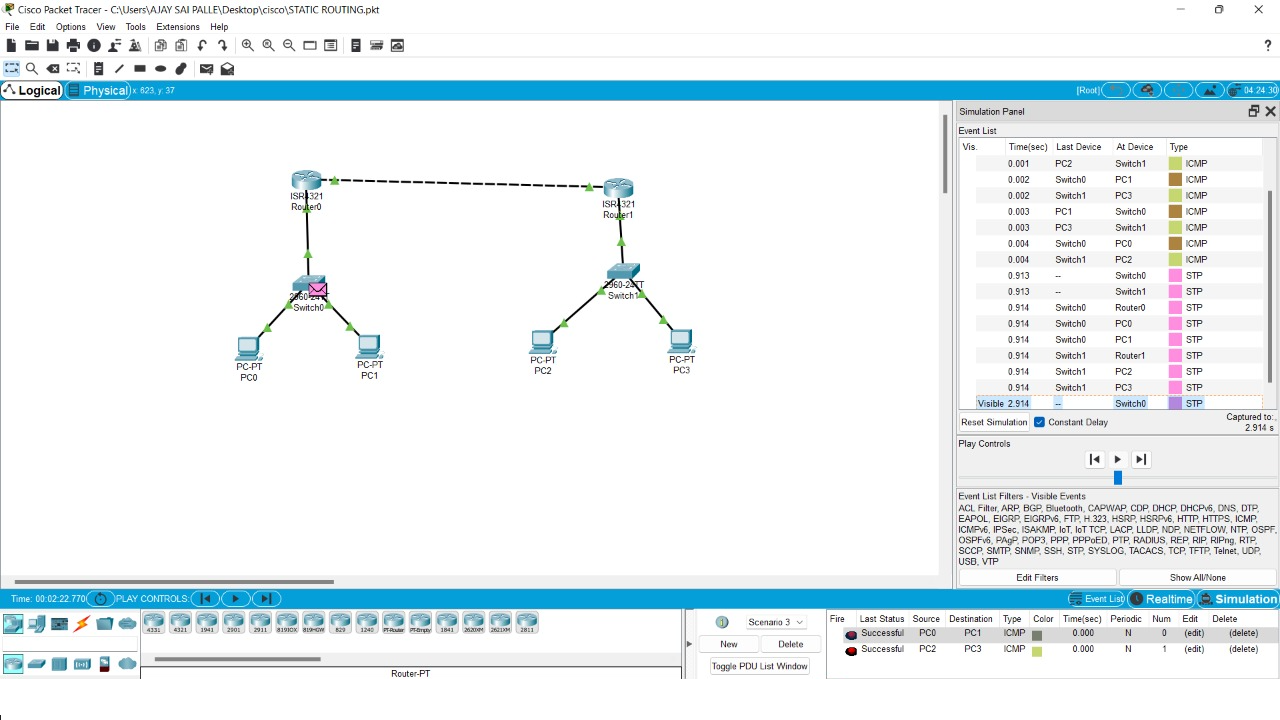 Cisco Packet Tracer - C:\Users\AJAY SAI PALLE\Desktop\cisco\STATIC ROUTING.pkt
File Edit Options View Tools Extensions Help
?
Logical Physical x: 823, y: 37 [Root] 04:24:30
Simulation Panel
Event List
Vis. Time(sec) Last Device At Device Type
0.001 PC2 Switch1 ICMP
0.002 Switch0 PC1 ICMP
0.002 Switch1 PC3 ICMP
0.003 PC1 Switch0 ICMP
0.003 PC3 Switch1 ICMP
0.004 Switch0 PC0 ICMP
0.004 Switch1 PC2 ICMP
0.913 -- Switch0 STP
0.913 -- Switch1 STP
0.914 Switch0 Router0 STP
0.914 Switch0 PC0 STP
0.914 Switch0 PC1 STP
0.914 Switch1 Router1 STP
0.914 Switch1 PC2 STP
0.914 Switch1 PC3 STP
Visible 2.914 -- Switch0 STP
Reset Simulation Constant Delay Captured to:
2.914 s
Play Controls
Event List Filters - Visible Events
ACL Filter, ARP, BGP, Bluetooth, CAPWAP, CDP, DHCP, DHCPv6, DNS, DTP,
EAPOL, EIGRP, EIGRPv6, FTP, H.323, HSRP, HSRPv6, HTTP, HTTPS, ICMP,
ICMPv6, IPSec, ISAKMP, IoT, IoT TCP, LACP, LLDP, NDP, NETFLOW, NTP, OSPF,
OSPFv6, PAgP, POP3, PPP, PPPoED, PTP, RADIUS, REP, RIP, RIPng, RTP,
SCCP, SMTP, SNMP, SSH, STP, SYSLOG, TACACS, TCP, TFTP, Telnet, UDP,
USB, VTP
Edit Filters Show All/None
ISR4321
Router0
ISR4321
Router1
2960-24TT
Switch0
2960-24TT
Switch1
PC-PT
PC0
PC-PT
PC1
PC-PT
PC2
PC-PT
PC3
Time: 00:02:22.770 PLAY CONTROLS: Event List Realtime Simulation
4331 4321 1941 2901 2911 819IOX 819HGW 829 1240 PT-Router PT-Empty 1841 2620XM 2621XM 2811
Router-PT
Scenario 3
New Delete
Toggle PDU List Window
Fire Last Status Source Destination Type Color Time(sec) Periodic Num Edit Delete
Successful PC0 PC1 ICMP 0.000 N 0 (edit) (delete)
Successful PC2 PC3 ICMP 0.000 N 1 (edit) (delete)